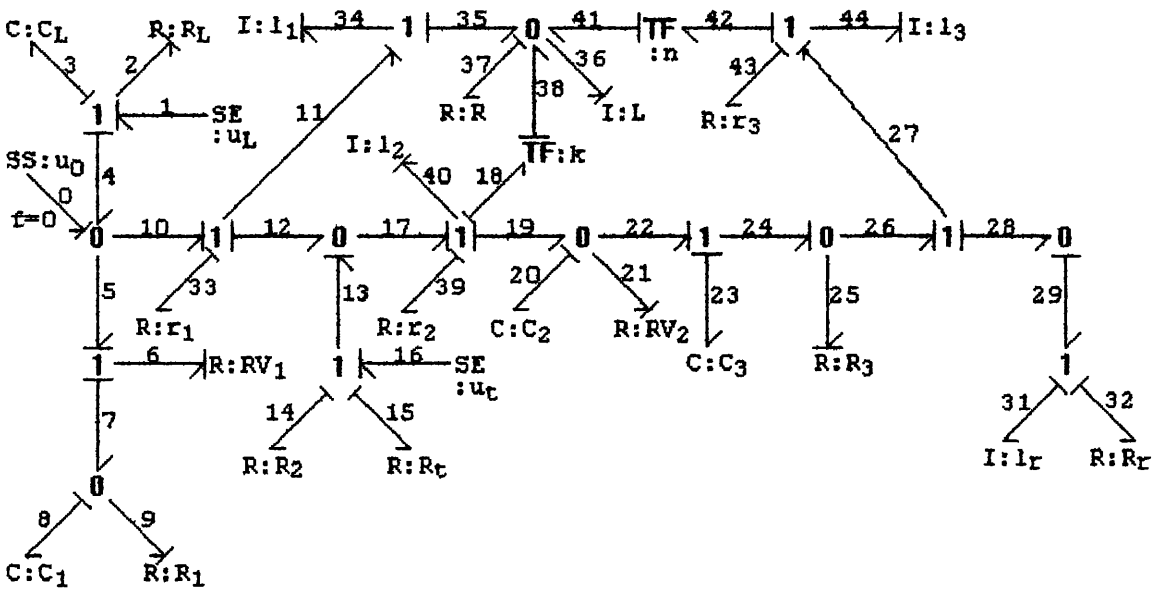 I:l1 34 1 35 0 41 TF :n 42 1 44 I:l3
C:CL R:RL
3 2 37 36 43
R:R 38 I:L R:r3
1 1 SE :uL 11 27
I:l2 TF:k
SS:u0 4 40 18
0
f=0 0 10 1 12 0 17 1 19 0 22 1 24 0 26 1 28 0
5 33 13 39 20 21 23 25 29
R:r1 R:r2 C:C2 R:RV2
1 6 R:RV1 1 16 SE :ut C:C3 R:R3 1
7 14 15 31 32
R:R2 R:Rt I:lr R:Rr
0
8 9
C:C1 R:R1